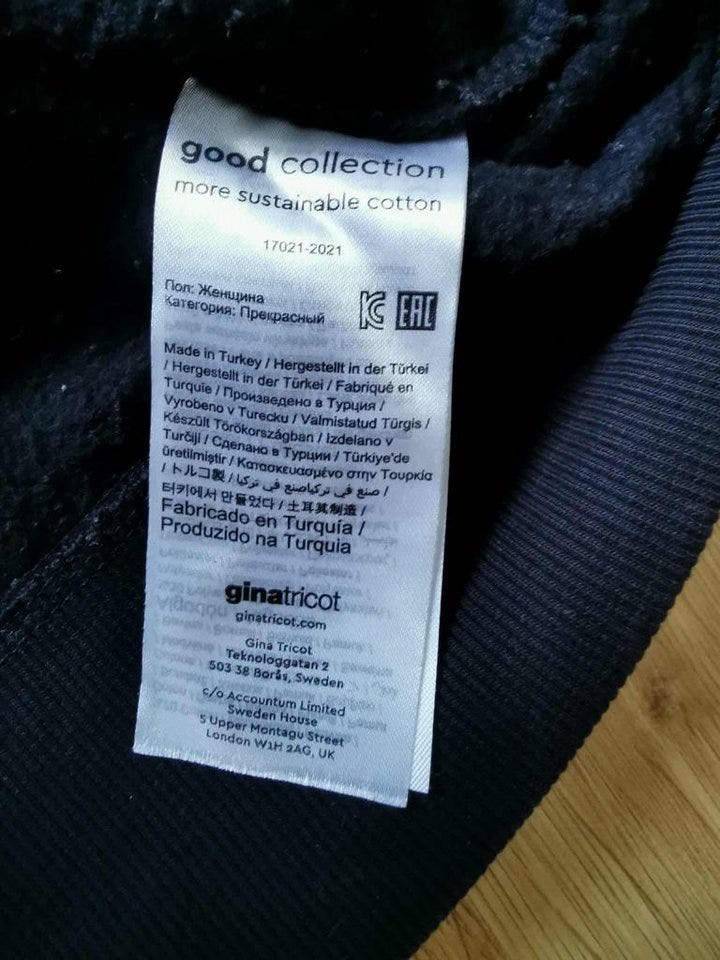 good collection
more sustainable cotton
17021-2021
Пол: Женщина
Категория: Прекрасный
EAC
Made in Turkey / Hergestellt in der Türkei
/ Hergestellt in der Türkei / Fabriqué en
Turquie / Произведено в Турция /
Vyrobeno v Turecku / Valmistatud Türgis /
Készült Törökországban / Izdelano v
Turčiji / Сделано в Турции / Türkiye'de
üretilmiştir / Κατασκευασμένο στην Τουρκία
/ トルコ製 / صنع في تركياصنع في تركيا /
터키에서 만들었다 / 土耳其制造 /
Fabricado en Turquía /
Produzido na Turquia
ginatricot
ginatricot.com
Gina Tricot
Teknologgatan 2
503 38 Borås, Sweden
c/o Accountum Limited
Sweden House
5 Upper Montagu Street
London W1H 2AG, UK